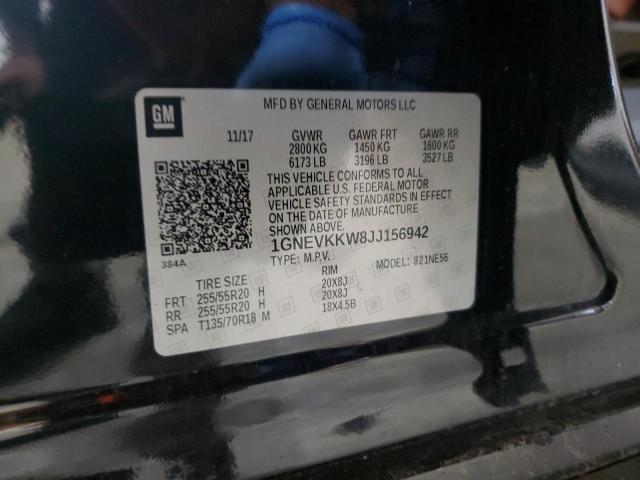 GM
MFD BY GENERAL MOTORS LLC
11/17 GVWR GAWR FRT GAWR RR
2800 KG 1450 KG 1600 KG
6173 LB 3196 LB 3527 LB
THIS VEHICLE CONFORMS TO ALL
APPLICABLE U.S. FEDERAL MOTOR
VEHICLE SAFETY STANDARDS IN EFFECT
ON THE DATE OF MANUFACTURE
SHOWN ABOVE.
1GNEVKKW8JJ156942
384A
TYPE: M.P.V. MODEL: 821NE56
TIRE SIZE RIM
FRT 255/55R20 H 20X8J
RR 255/55R20 H 20X8J
SPA T135/70R18 M 18X4.5B